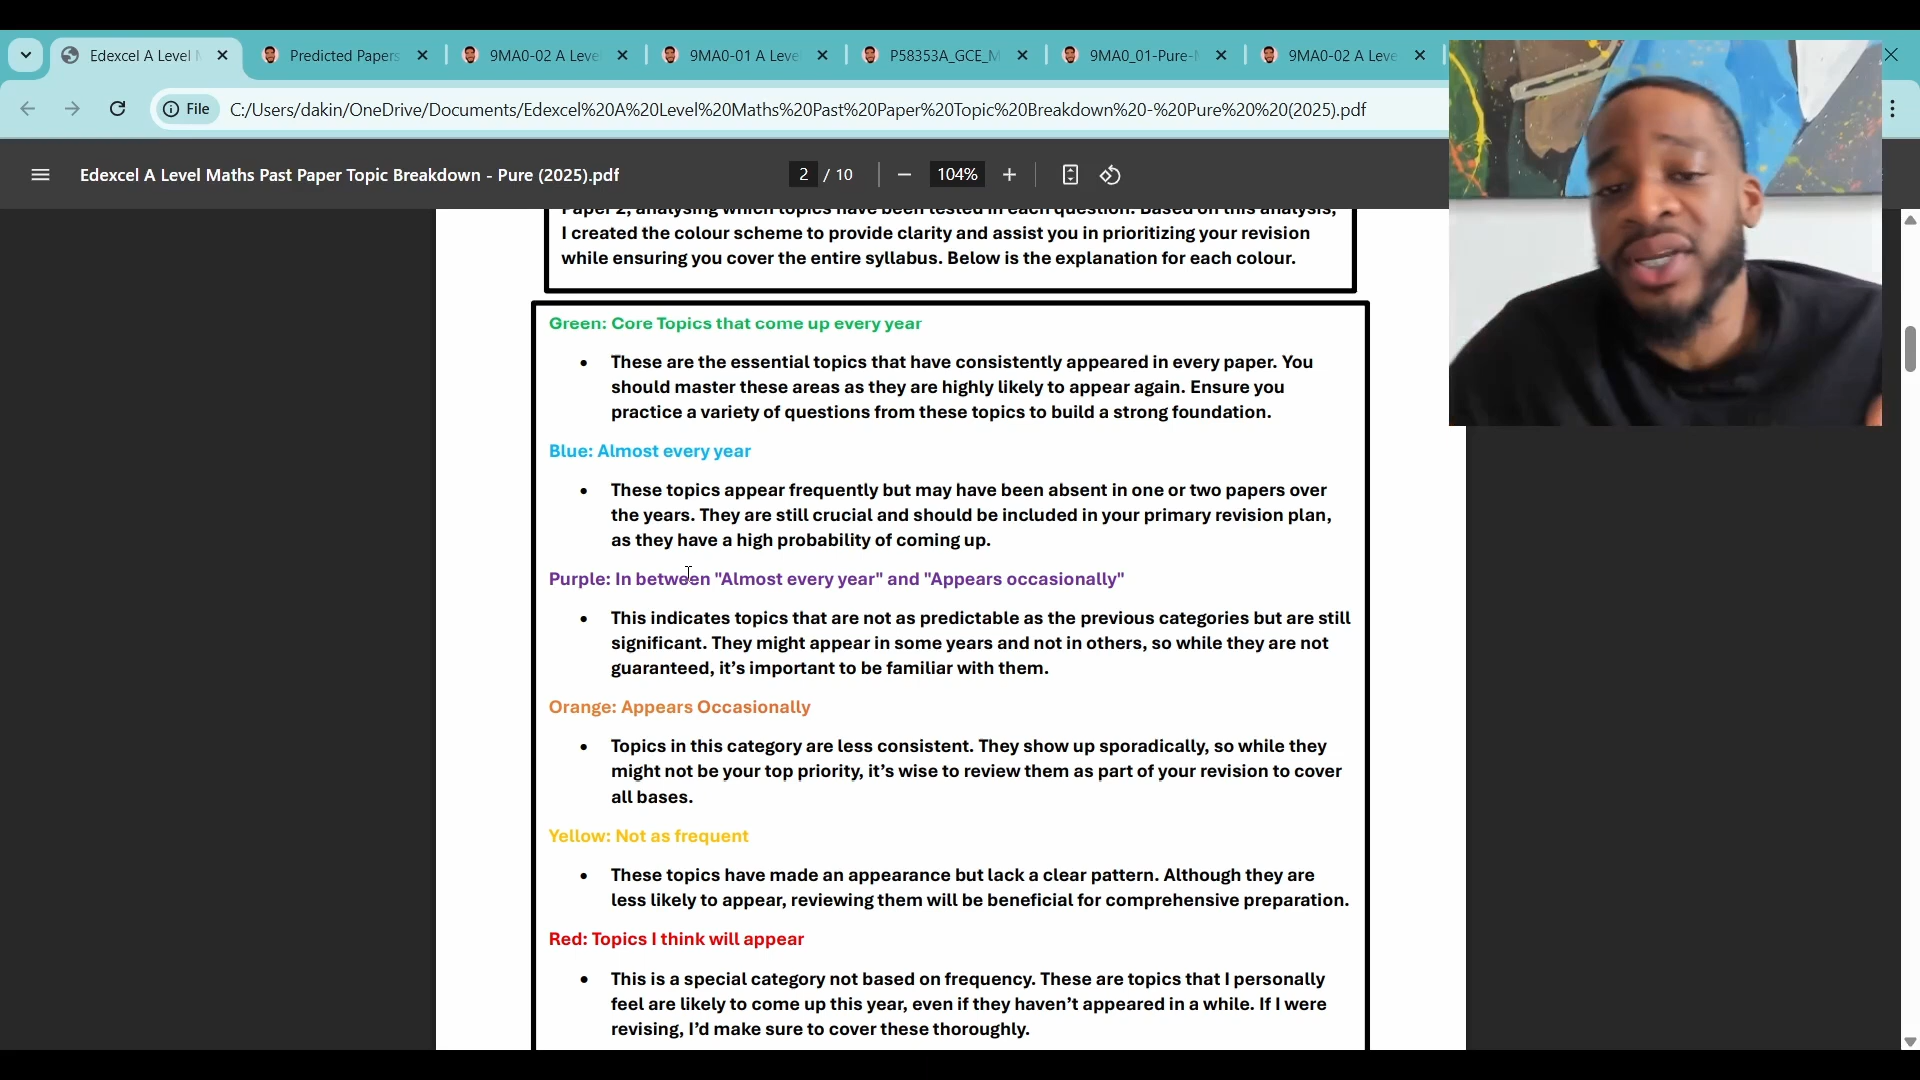 Edexcel A Level M
Predicted Papers
9MA0-02 A Leve
9MA0-01 A Leve
P58353A_GCE_M
9MA0_01-Pure-M
9MA0-02 A Leve
File
C:/Users/dakin/OneDrive/Documents/Edexcel%20A%20Level%20Maths%20Past%20Paper%20Topic%20Breakdown%20-%20Pure%20%20(2025).pdf
Edexcel A Level Maths Past Paper Topic Breakdown - Pure (2025).pdf
2 / 10
104%
Paper 2, analysing which topics have been tested in each question. Based on this analysis,
I created the colour scheme to provide clarity and assist you in prioritizing your revision
while ensuring you cover the entire syllabus. Below is the explanation for each colour.
Green: Core Topics that come up every year
• These are the essential topics that have consistently appeared in every paper. You
should master these areas as they are highly likely to appear again. Ensure you
practice a variety of questions from these topics to build a strong foundation.
Blue: Almost every year
• These topics appear frequently but may have been absent in one or two papers over
the years. They are still crucial and should be included in your primary revision plan,
as they have a high probability of coming up.
Purple: In between "Almost every year" and "Appears occasionally"
• This indicates topics that are not as predictable as the previous categories but are still
significant. They might appear in some years and not in others, so while they are not
guaranteed, it’s important to be familiar with them.
Orange: Appears Occasionally
• Topics in this category are less consistent. They show up sporadically, so while they
might not be your top priority, it’s wise to review them as part of your revision to cover
all bases.
Yellow: Not as frequent
• These topics have made an appearance but lack a clear pattern. Although they are
less likely to appear, reviewing them will be beneficial for comprehensive preparation.
Red: Topics I think will appear
• This is a special category not based on frequency. These are topics that I personally
feel are likely to come up this year, even if they haven’t appeared in a while. If I were
revising, I’d make sure to cover these thoroughly.